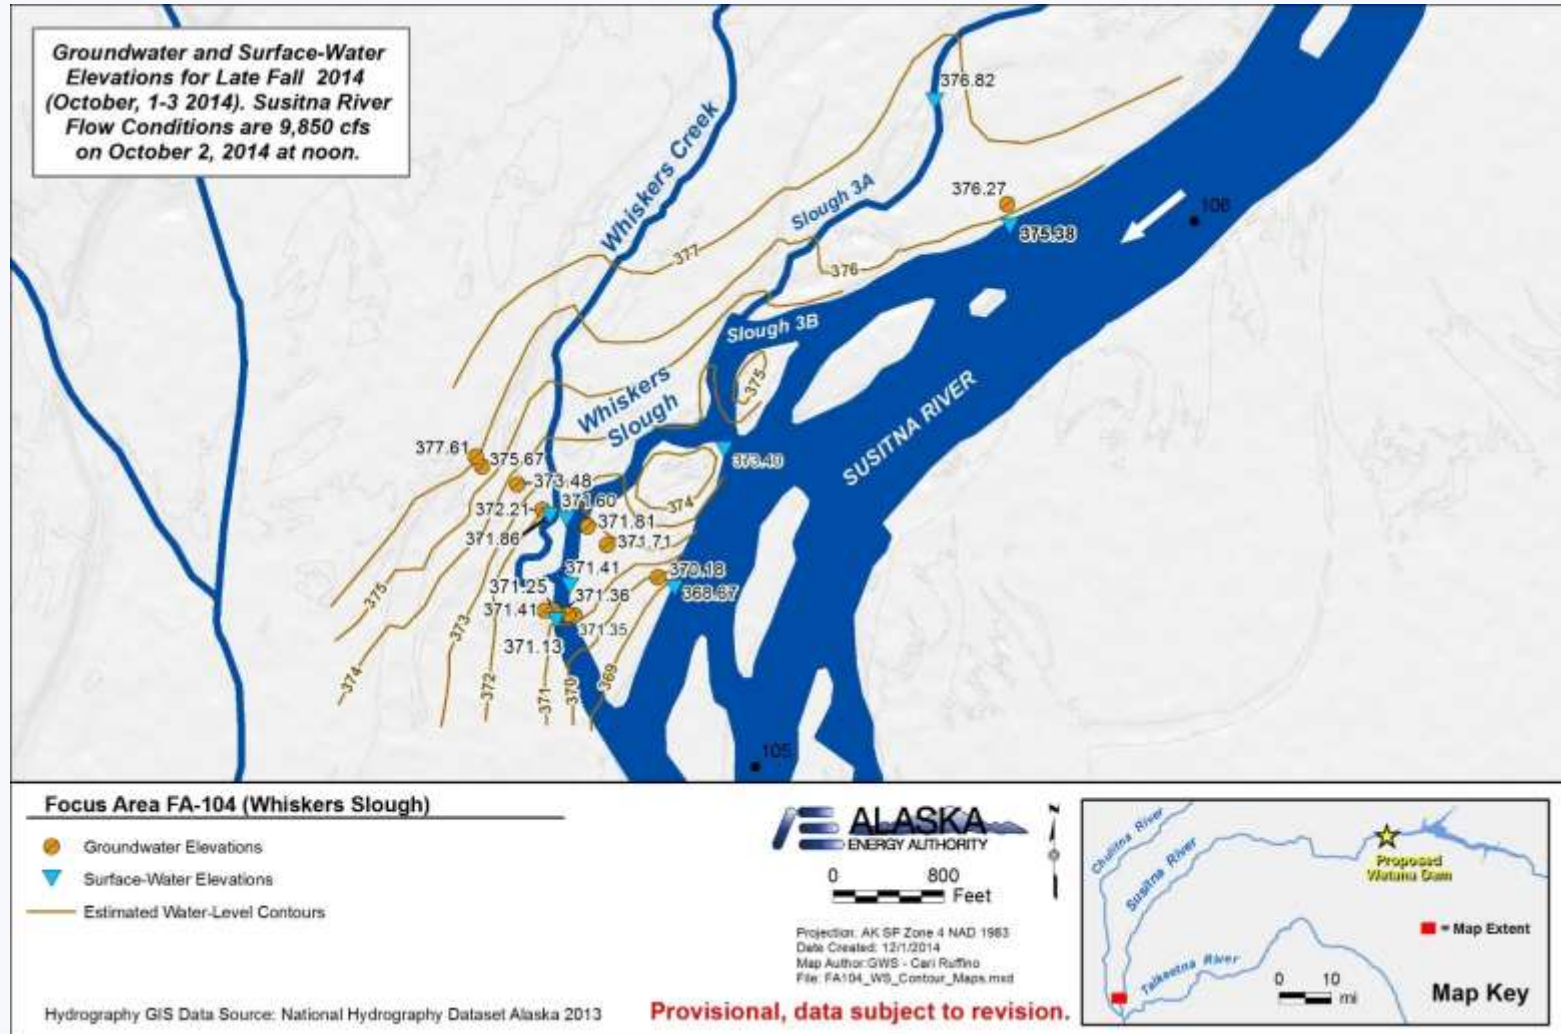 Groundwater and Surface-Water
Elevations for Late Fall 2014
(October, 1-3 2014). Susitna River
Flow Conditions are 9,850 cfs
on October 2, 2014 at noon.
Whiskers Creek
376.82
Slough 3A
376.27
375.38
106
377
376
Slough 3B
375
Whiskers
Slough
SUSITNA RIVER
377.61
375.67
373.40
373.48
374
372.21
371.60
371.81
371.86
371.71
371.41
370.18
371.25
371.36
368.67
375
371.41
371.35
373
371.13
374
372
371
370
369
105
Focus Area FA-104 (Whiskers Slough)
Groundwater Elevations
Surface-Water Elevations
Estimated Water-Level Contours
Hydrography GIS Data Source: National Hydrography Dataset Alaska 2013
ALASKA
ENERGY AUTHORITY
N
0 800
Feet
Projection: AK SP Zone 4 NAD 1983
Date Created: 12/1/2014
Map Author:GWS - Cari Ruffino
File: FA104_WS_Contour_Maps.mxd
Provisional, data subject to revision.
Chulitna River
Susitna River
Proposed
Watana Dam
= Map Extent
Talkeetna River
0 10
mi
Map Key